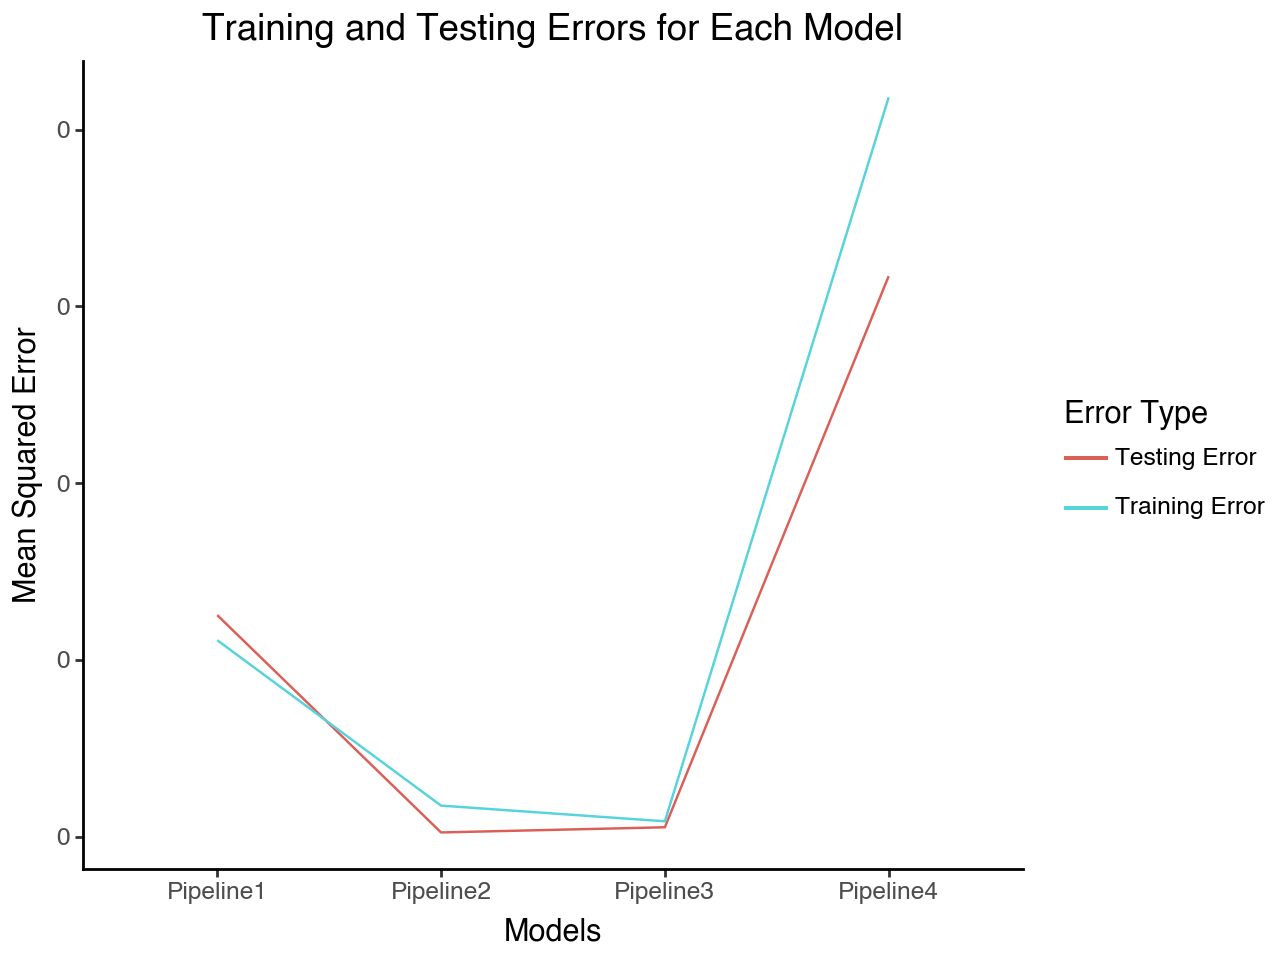 Training and Testing Errors for Each Model
Mean Squared Error
0
0
0
0
0
Pipeline1
Pipeline2
Pipeline3
Pipeline4
Models
Error Type
Testing Error
Training Error